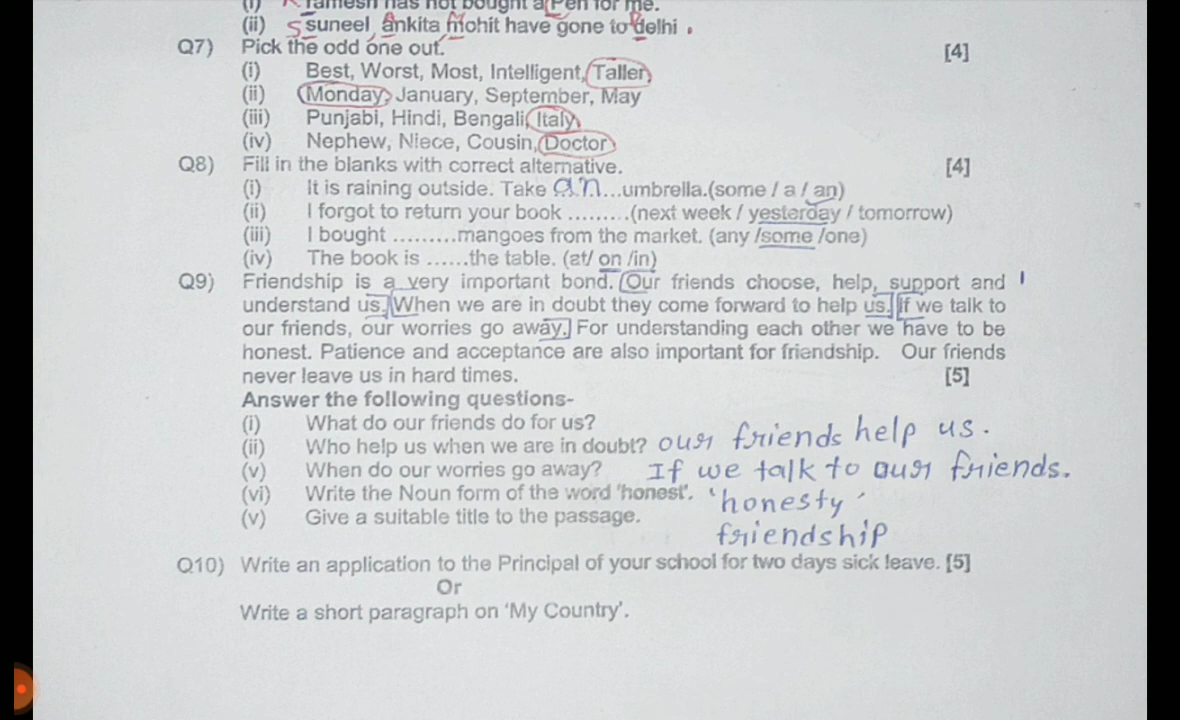 (i) ramesh has not bought a Pen for me.
(ii) Ssuneel, Ankita Mohit have gone to Delhi .
Q7) Pick the odd one out. [4]
(i) Best, Worst, Most, Intelligent, Taller
(ii) Monday, January, September, May
(iii) Punjabi, Hindi, Bengali, Italy
(iv) Nephew, Niece, Cousin, Doctor
Q8) Fill in the blanks with correct alternative. [4]
(i) It is raining outside. Take an...umbrella.(some / a / an)
(ii) I forgot to return your book .........(next week / yesterday / tomorrow)
(iii) I bought .........mangoes from the market. (any /some /one)
(iv) The book is ......the table. (at/ on /in)
Q9) Friendship is a very important bond. Our friends choose, help, support and
understand us. When we are in doubt they come forward to help us. If we talk to
our friends, our worries go away. For understanding each other we have to be
honest. Patience and acceptance are also important for friendship. Our friends
never leave us in hard times. [5]
Answer the following questions-
(i) What do our friends do for us?
(ii) Who help us when we are in doubt? our friends help us.
(v) When do our worries go away? If we talk to our friends.
(vi) Write the Noun form of the word 'honest'. 'honesty'
(v) Give a suitable title to the passage.
friendship
Q10) Write an application to the Principal of your school for two days sick leave. [5]
Or
Write a short paragraph on 'My Country'.